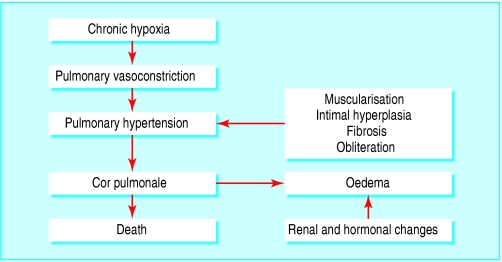 Chronic hypoxia
Pulmonary vasoconstriction
Pulmonary hypertension
Muscularisation
Intimal hyperplasia
Fibrosis
Obliteration
Cor pulmonale
Oedema
Death
Renal and hormonal changes